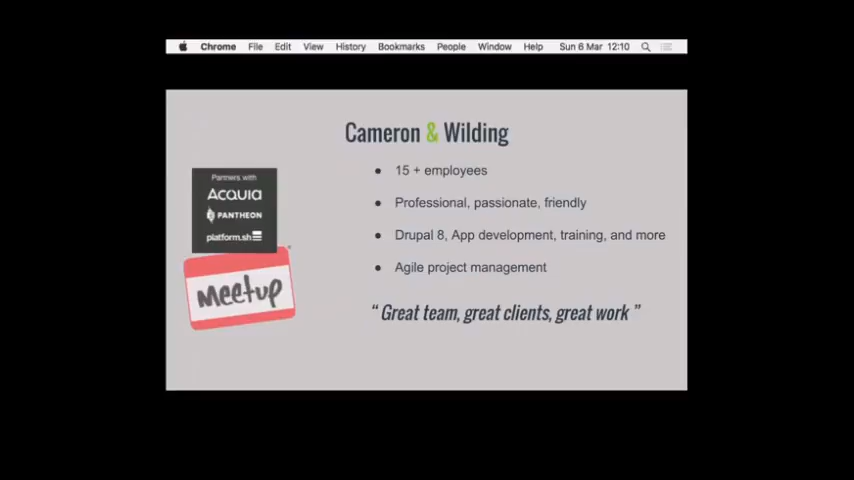 Chrome File Edit View History Bookmarks People Window Help Sun 6 Mar 12:10
Cameron & Wilding
Partners with
ACQUIA
PANTHEON
platform.sh
meetup
● 15 + employees
● Professional, passionate, friendly
● Drupal 8, App development, training, and more
● Agile project management
“ Great team, great clients, great work ”